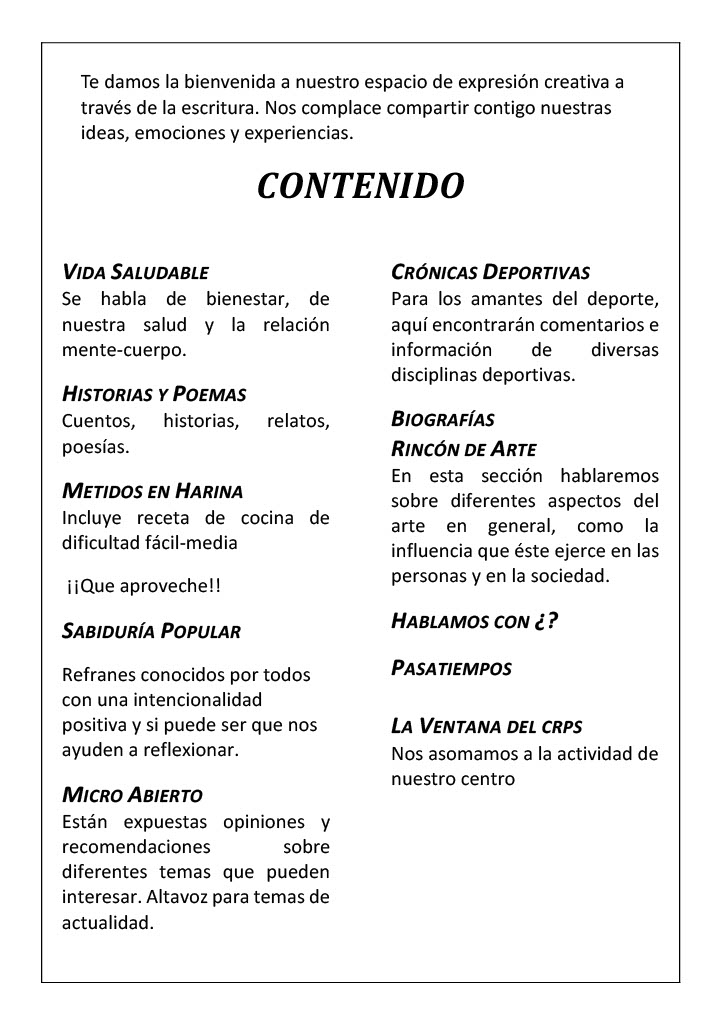 Te damos la bienvenida a nuestro espacio de expresión creativa a
través de la escritura. Nos complace compartir contigo nuestras
ideas, emociones y experiencias.
CONTENIDO
VIDA SALUDABLE
Se habla de bienestar, de
nuestra salud y la relación
mente-cuerpo.
HISTORIAS Y POEMAS
Cuentos, historias, relatos,
poesías.
METIDOS EN HARINA
Incluye receta de cocina de
dificultad fácil-media
¡¡Que aproveche!!
SABIDURÍA POPULAR
Refranes conocidos por todos
con una intencionalidad
positiva y si puede ser que nos
ayuden a reflexionar.
MICRO ABIERTO
Están expuestas opiniones y
recomendaciones sobre
diferentes temas que pueden
interesar. Altavoz para temas de
actualidad.
CRÓNICAS DEPORTIVAS
Para los amantes del deporte,
aquí encontrarán comentarios e
información de diversas
disciplinas deportivas.
BIOGRAFÍAS
RINCÓN DE ARTE
En esta sección hablaremos
sobre diferentes aspectos del
arte en general, como la
influencia que éste ejerce en las
personas y en la sociedad.
HABLAMOS CON ¿?
PASATIEMPOS
LA VENTANA DEL CRPS
Nos asomamos a la actividad de
nuestro centro